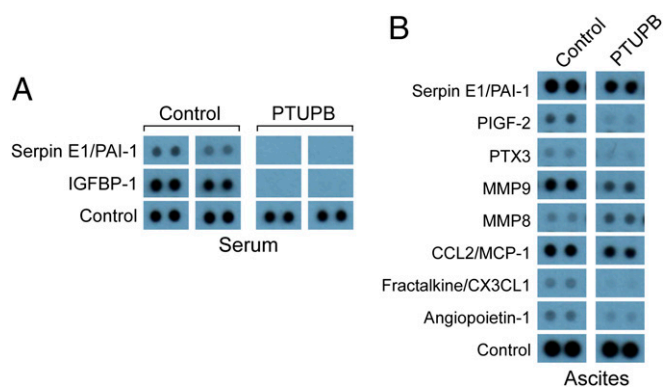 A
Control PTUPB
Serpin E1/PAI-1
IGFBP-1
Control
Serum
B
Control PTUPB
Serpin E1/PAI-1
PIGF-2
PTX3
MMP9
MMP8
CCL2/MCP-1
Fractalkine/CX3CL1
Angiopoietin-1
Control
Ascites